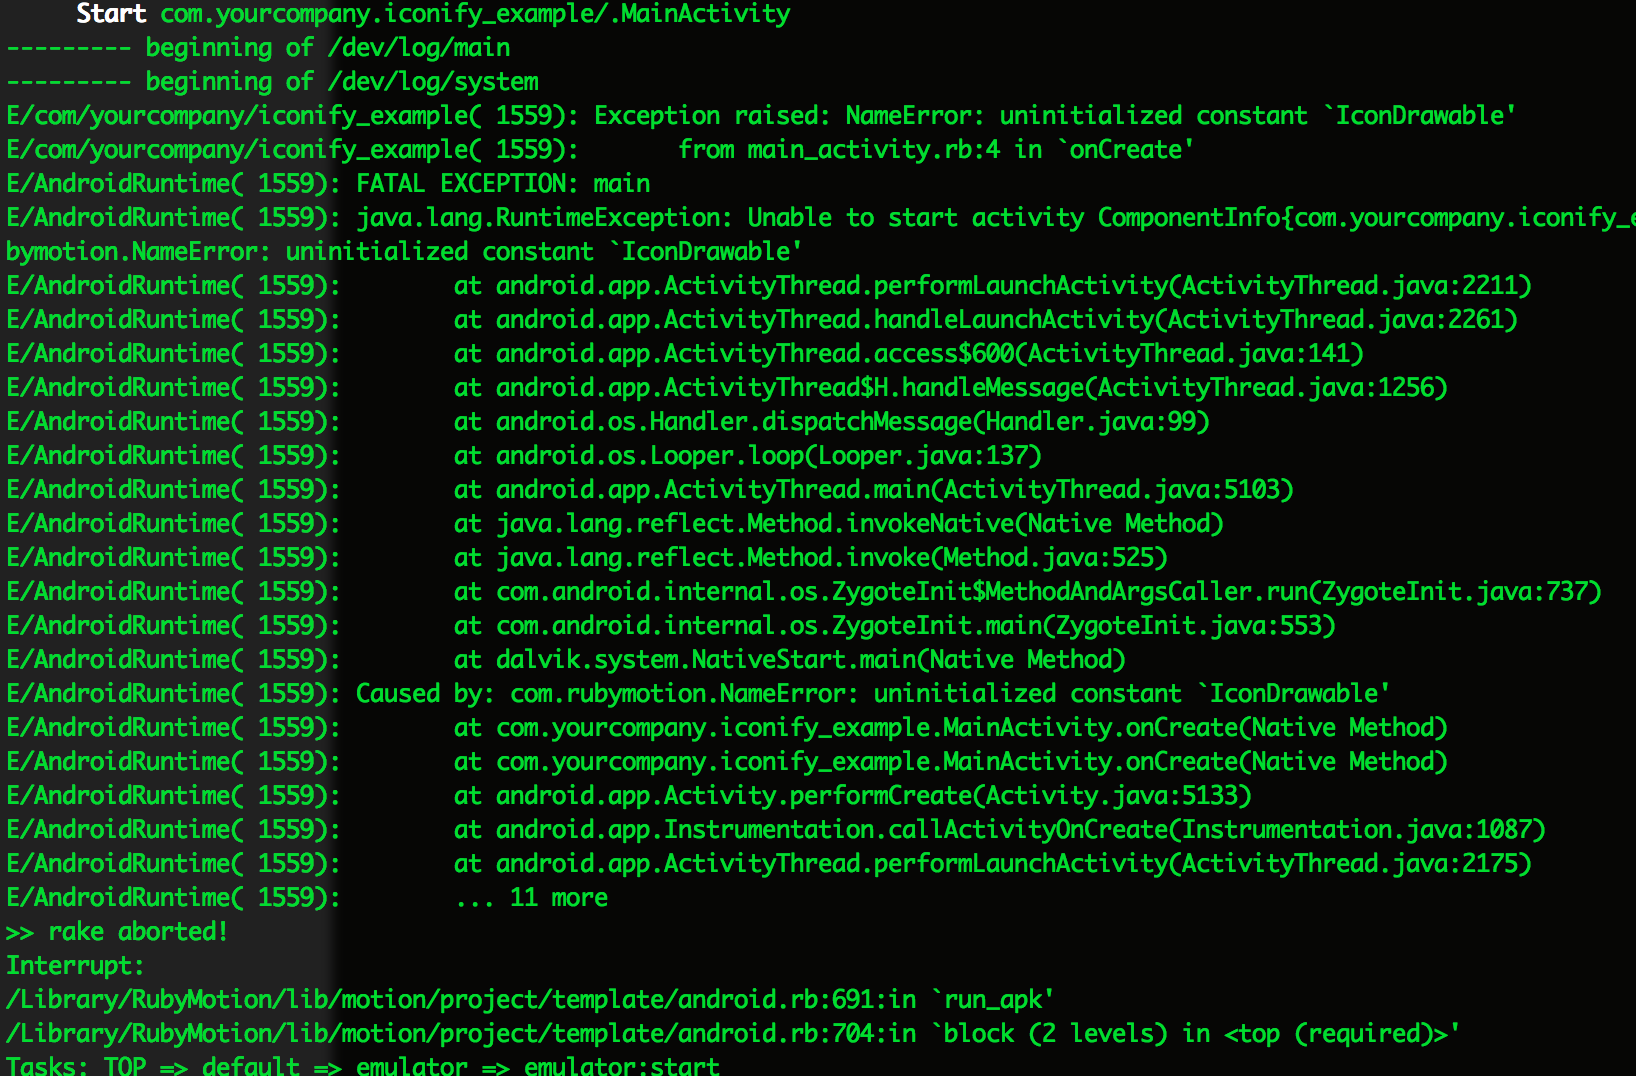 Start com.yourcompany.iconify_example/.MainActivity
--------- beginning of /dev/log/main
--------- beginning of /dev/log/system
E/com/yourcompany/iconify_example( 1559): Exception raised: NameError: uninitialized constant `IconDrawable'
E/com/yourcompany/iconify_example( 1559):       from main_activity.rb:4 in `onCreate'
E/AndroidRuntime( 1559): FATAL EXCEPTION: main
E/AndroidRuntime( 1559): java.lang.RuntimeException: Unable to start activity ComponentInfo{com.yourcompany.iconify_e
bymotion.NameError: uninitialized constant `IconDrawable'
E/AndroidRuntime( 1559):        at android.app.ActivityThread.performLaunchActivity(ActivityThread.java:2211)
E/AndroidRuntime( 1559):        at android.app.ActivityThread.handleLaunchActivity(ActivityThread.java:2261)
E/AndroidRuntime( 1559):        at android.app.ActivityThread.access$600(ActivityThread.java:141)
E/AndroidRuntime( 1559):        at android.app.ActivityThread$H.handleMessage(ActivityThread.java:1256)
E/AndroidRuntime( 1559):        at android.os.Handler.dispatchMessage(Handler.java:99)
E/AndroidRuntime( 1559):        at android.os.Looper.loop(Looper.java:137)
E/AndroidRuntime( 1559):        at android.app.ActivityThread.main(ActivityThread.java:5103)
E/AndroidRuntime( 1559):        at java.lang.reflect.Method.invokeNative(Native Method)
E/AndroidRuntime( 1559):        at java.lang.reflect.Method.invoke(Method.java:525)
E/AndroidRuntime( 1559):        at com.android.internal.os.ZygoteInit$MethodAndArgsCaller.run(ZygoteInit.java:737)
E/AndroidRuntime( 1559):        at com.android.internal.os.ZygoteInit.main(ZygoteInit.java:553)
E/AndroidRuntime( 1559):        at dalvik.system.NativeStart.main(Native Method)
E/AndroidRuntime( 1559): Caused by: com.rubymotion.NameError: uninitialized constant `IconDrawable'
E/AndroidRuntime( 1559):        at com.yourcompany.iconify_example.MainActivity.onCreate(Native Method)
E/AndroidRuntime( 1559):        at com.yourcompany.iconify_example.MainActivity.onCreate(Native Method)
E/AndroidRuntime( 1559):        at android.app.Activity.performCreate(Activity.java:5133)
E/AndroidRuntime( 1559):        at android.app.Instrumentation.callActivityOnCreate(Instrumentation.java:1087)
E/AndroidRuntime( 1559):        at android.app.ActivityThread.performLaunchActivity(ActivityThread.java:2175)
E/AndroidRuntime( 1559):        ... 11 more
>> rake aborted!
Interrupt:
/Library/RubyMotion/lib/motion/project/template/android.rb:691:in `run_apk'
/Library/RubyMotion/lib/motion/project/template/android.rb:704:in `block (2 levels) in <top (required)>'
Tasks: TOP => default => emulator => emulator:start